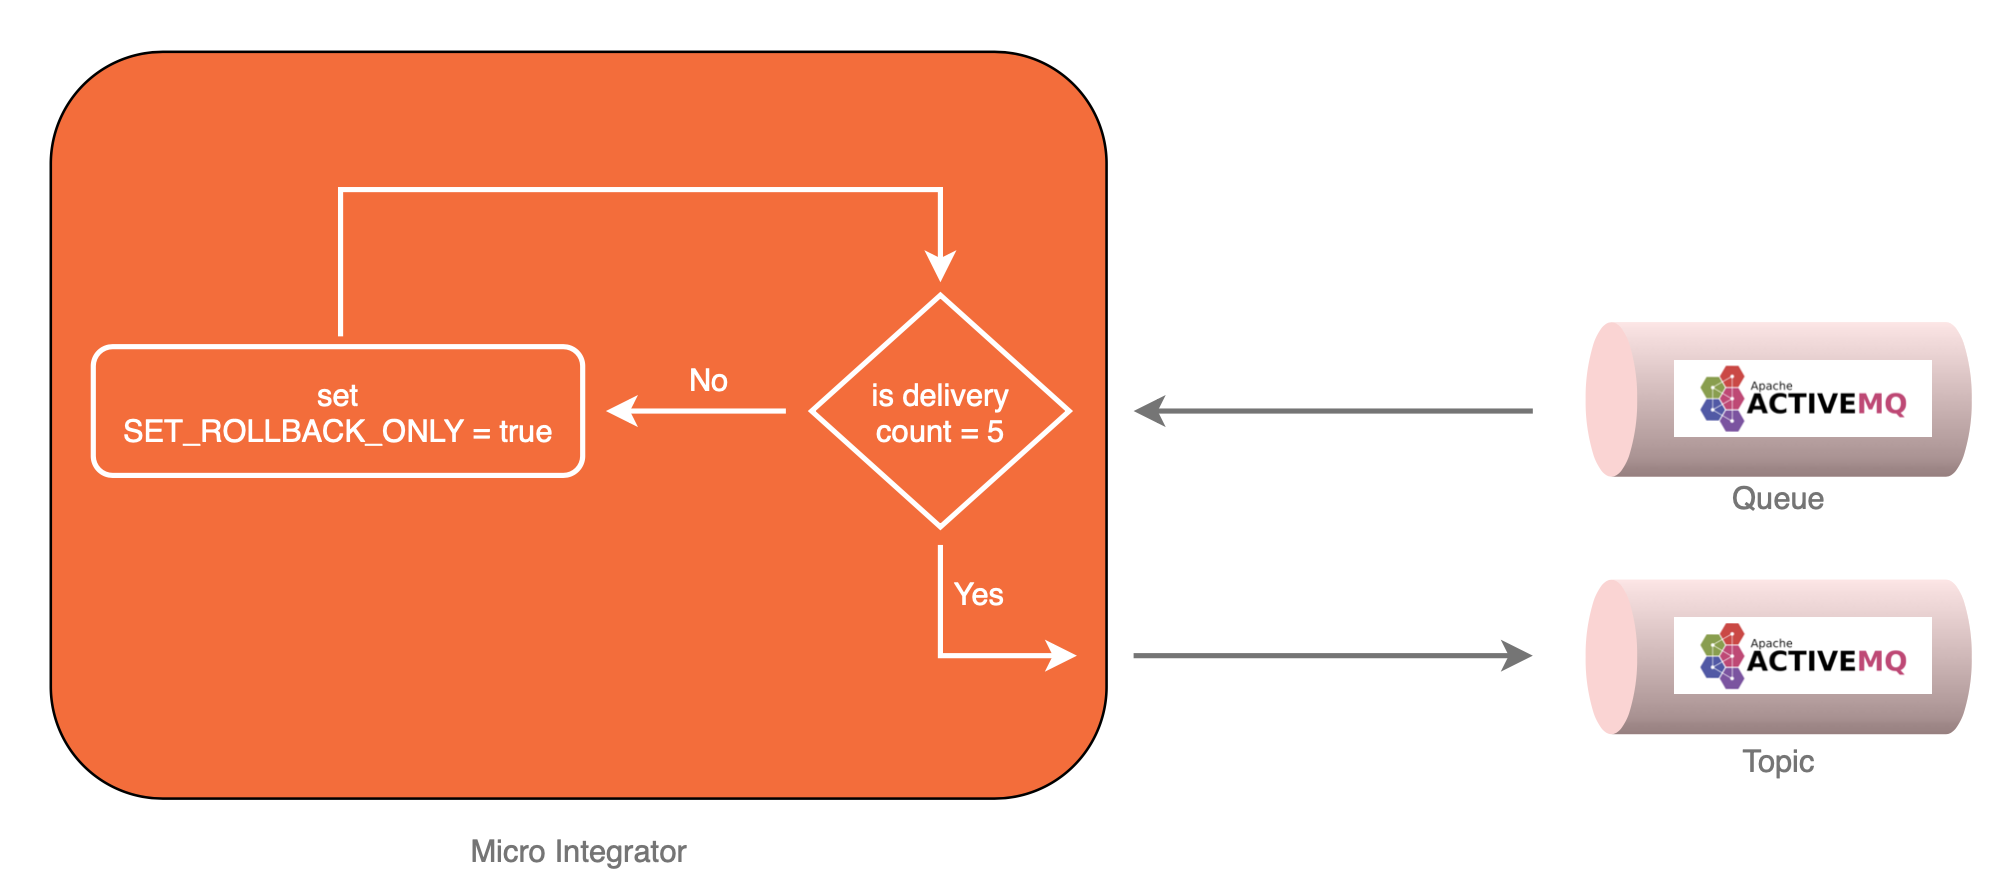 No
is delivery
count = 5
set
SET_ROLLBACK_ONLY = true
Yes
Apache
ACTIVEMQ
Queue
Apache
ACTIVEMQ
Topic
Micro Integrator